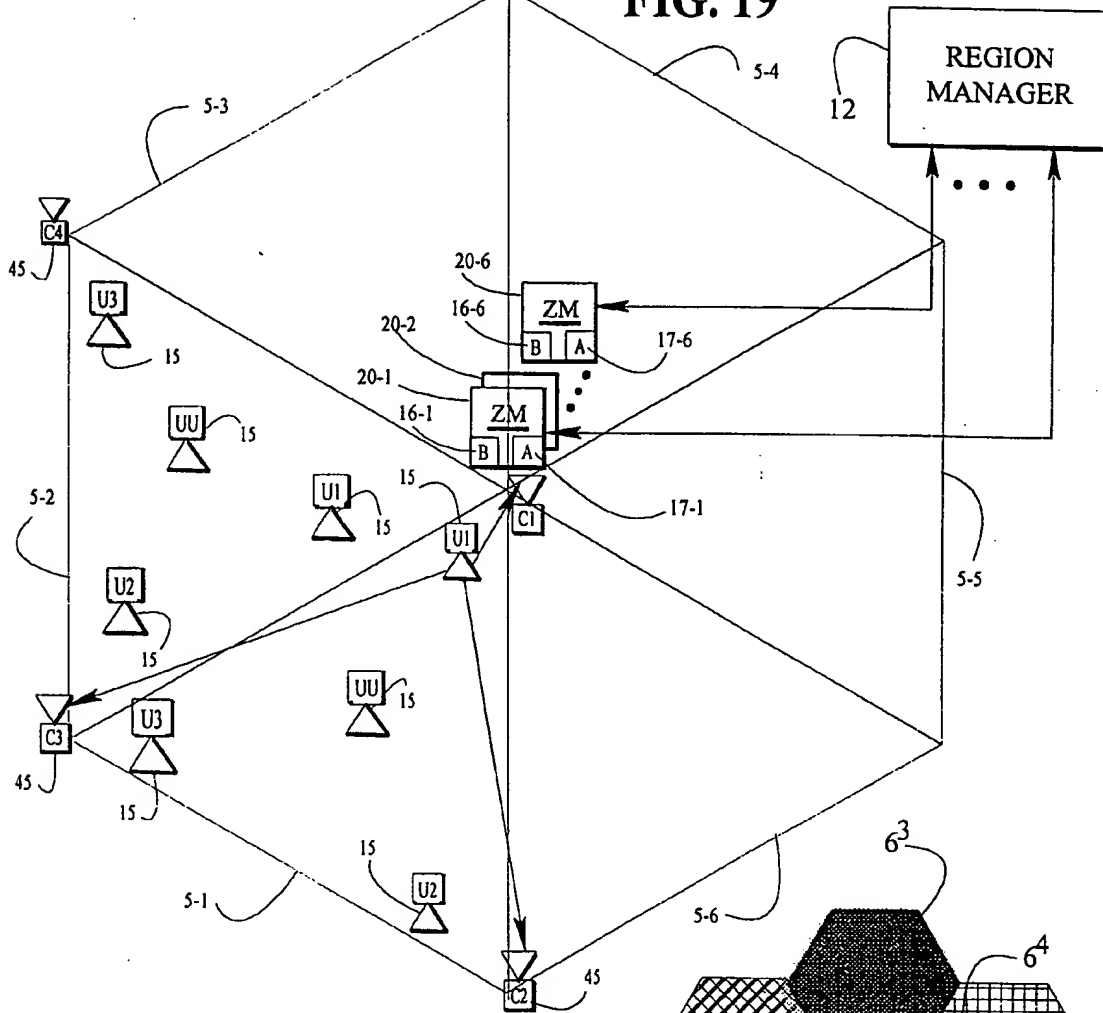 FIG. 19
5-4
REGION
MANAGER
12
5-3
C4
45
U3
15
20-6
ZM
16-6
B
A
17-6
20-2
20-1
ZM
16-1
B
A
17-1
UU
15
U1
15
15
U1
C1
5-2
5-5
U2
15
UU
15
C3
45
U3
15
5-1
15
U2
C2
45
5-6
6³
6⁴